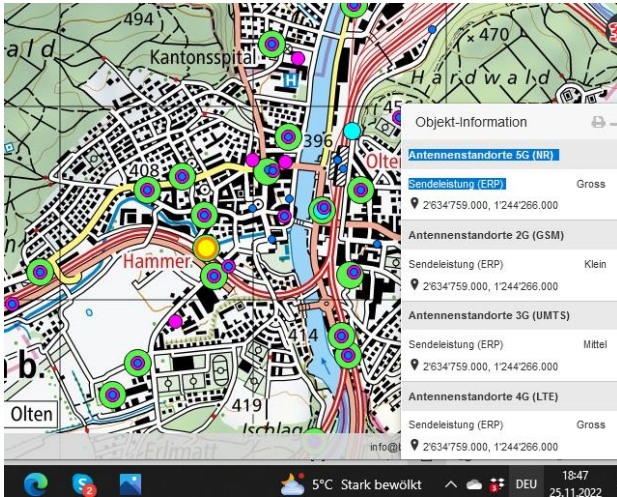 494
470
Kantonsspital
H
ald
Hardwald
45
396
Olte
408
Hammer
414
b.
Olten
419
Ischlag
Erlimatt
info@b
Objekt-Information
Antennenstandorte 5G (NR)
Sendeleistung (ERP) Gross
2'634'759.000, 1'244'266.000
Antennenstandorte 2G (GSM)
Sendeleistung (ERP) Klein
2'634'759.000, 1'244'266.000
Antennenstandorte 3G (UMTS)
Sendeleistung (ERP) Mittel
2'634'759.000, 1'244'266.000
Antennenstandorte 4G (LTE)
Sendeleistung (ERP) Gross
2'634'759.000, 1'244'266.000
2
5°C Stark bewölkt
DEU
18:47
25.11.2022